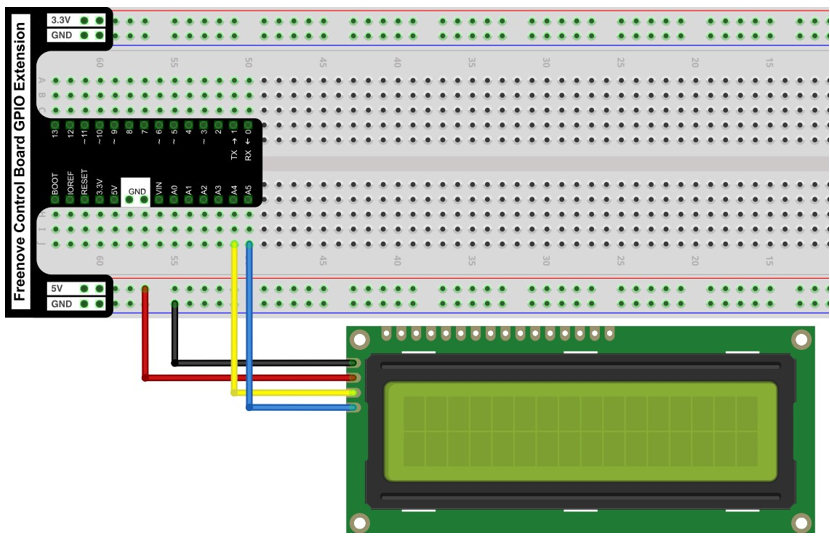 Freenove Control Board GPIO Extension
3.3V
GND
60 55 50 45 40 35 30 25 20 15
A
B
C
13 12 ~11 ~10 ~9 8 7 ~6 ~5 4 ~3 2 TX→1 RX←0
BOOT IOREF RESET 3.3V 5V GND VIN A0 A1 A2 A3 A4 A5
H
I
J
60 55 45 40 35 30 25 20 15
5V
GND